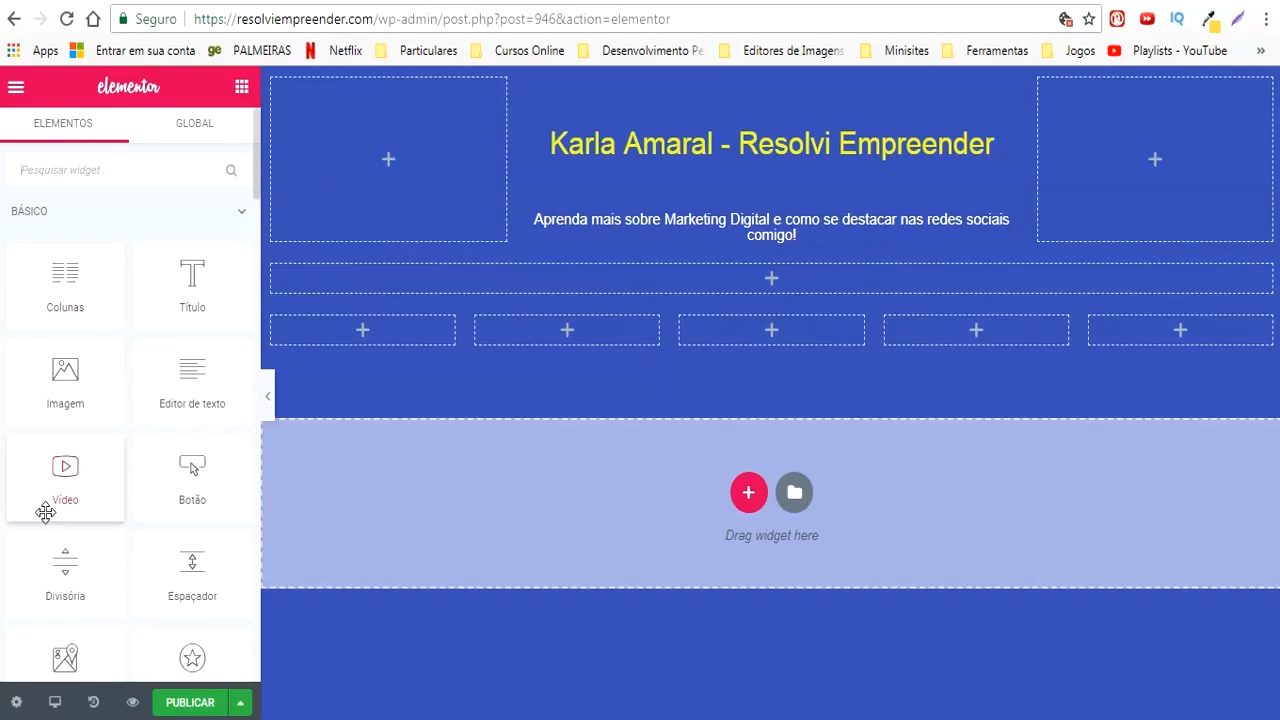 Seguro
https://resolviempreender.com/wp-admin/post.php?post=946&action=elementor
Apps
Entrar em sua conta
ge PALMEIRAS
N Netflix
Particulares
Cursos Online
Desenvolvimento Pe
Editores de Imagens
Minisites
Ferramentas
Jogos
Playlists - YouTube
»
IQ
elementor
ELEMENTOS
GLOBAL
Pesquisar widget
BÁSICO
Colunas
Título
Imagem
Editor de texto
Vídeo
Botão
Divisória
Espaçador
PUBLICAR
Karla Amaral - Resolvi Empreender
Aprenda mais sobre Marketing Digital e como se destacar nas redes sociais
comigo!
Drag widget here